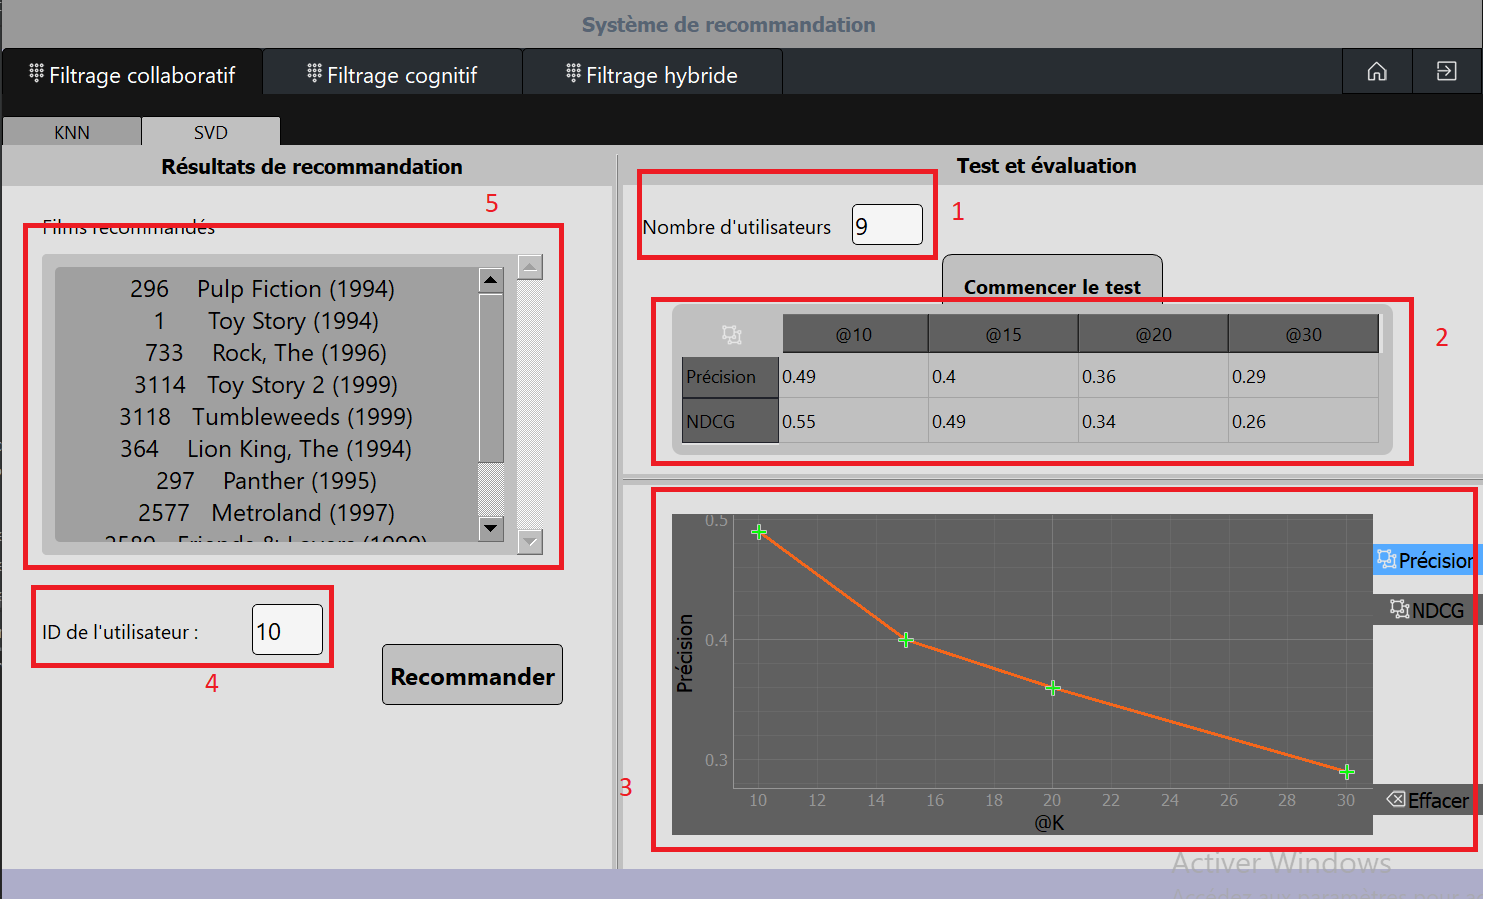 Système de recommandation
Filtrage collaboratif
Filtrage cognitif
Filtrage hybride
KNN
SVD
Résultats de recommandation
Films recommandés
5
296 Pulp Fiction (1994)
1 Toy Story (1994)
733 Rock, The (1996)
3114 Toy Story 2 (1999)
3118 Tumbleweeds (1999)
364 Lion King, The (1994)
297 Panther (1995)
2577 Metroland (1997)
Friends & Lovers (1999)
ID de l'utilisateur : 10
4
Recommander
Test et évaluation
Nombre d'utilisateurs 9
1
Commencer le test
@10 @15 @20 @30
Précision 0.49 0.4 0.36 0.29
NDCG 0.55 0.49 0.34 0.26
2
Précision
0.5
0.4
0.3
10 12 14 16 18 20 22 24 26 28 30
@K
3
Précision
NDCG
Effacer
Activer Windows